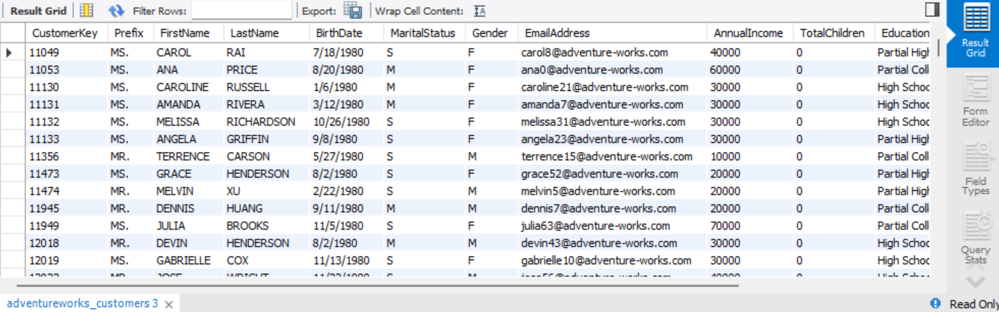 Result Grid Filter Rows: Export: Wrap Cell Content: IA
CustomerKey Prefix FirstName LastName BirthDate MaritalStatus Gender EmailAddress AnnualIncome TotalChildren Education
11049 MS. CAROL RAI 7/18/1980 S F carol8@adventure-works.com 40000 0 Partial High
11053 MS. ANA PRICE 8/20/1980 M F ana0@adventure-works.com 60000 0 Partial Coll
11130 MS. CAROLINE RUSSELL 1/6/1980 M F caroline21@adventure-works.com 30000 0 High Schoo
11131 MS. AMANDA RIVERA 3/12/1980 M F amanda7@adventure-works.com 30000 0 High Schoo
11132 MS. MELISSA RICHARDSON 10/26/1980 S F melissa31@adventure-works.com 30000 0 High Schoo
11133 MS. ANGELA GRIFFIN 9/8/1980 S F angela23@adventure-works.com 30000 0 Partial High
11356 MR. TERRENCE CARSON 5/27/1980 S M terrence15@adventure-works.com 10000 0 Partial Coll
11473 MS. GRACE HENDERSON 8/2/1980 S F grace52@adventure-works.com 20000 0 Partial High
11474 MR. MELVIN XU 2/22/1980 S M melvin5@adventure-works.com 20000 0 Partial High
11945 MR. DENNIS HUANG 9/11/1980 M M dennis7@adventure-works.com 20000 0 Partial Coll
11949 MS. JULIA BROOKS 11/5/1980 S F julia63@adventure-works.com 70000 0 Partial Coll
12018 MR. DEVIN HENDERSON 8/2/1980 M M devin43@adventure-works.com 30000 0 High Schoo
12019 MS. GABRIELLE COX 11/13/1980 S F gabrielle10@adventure-works.com 30000 0 High Schoo
adventureworks_customers 3
Result
Grid
Form
Editor
Field
Types
Query
Stats
Read Only